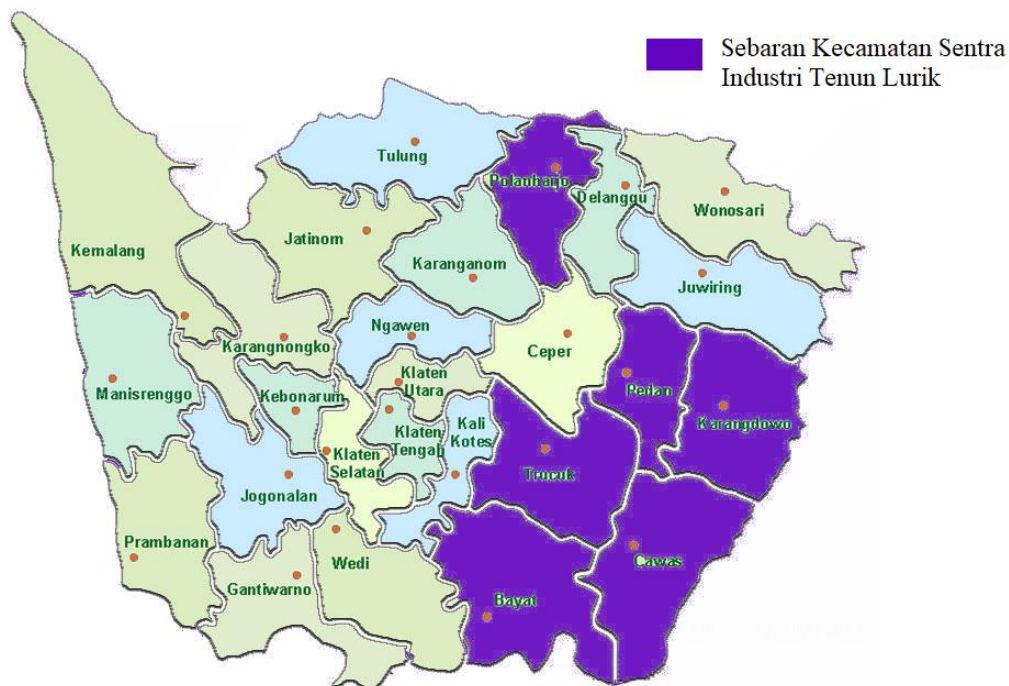 Sebaran Kecamatan Sentra
Industri Tenun Lurik
Tulung
Polanharjo
Delanggu
Wonosari
Kemalang
Jatinom
Karanganom
Juwiring
Ngawen
Karangnongko
Ceper
Klaten
Utara
Manisrenggo
Kebonarum
Pedan
Karangdowo
Kali
Kotes
Klaten
Tengah
Klaten
Selatan
Trucuk
Jogonalan
Prambanan
Wedi
Cawas
Gantiwarno
Bayat